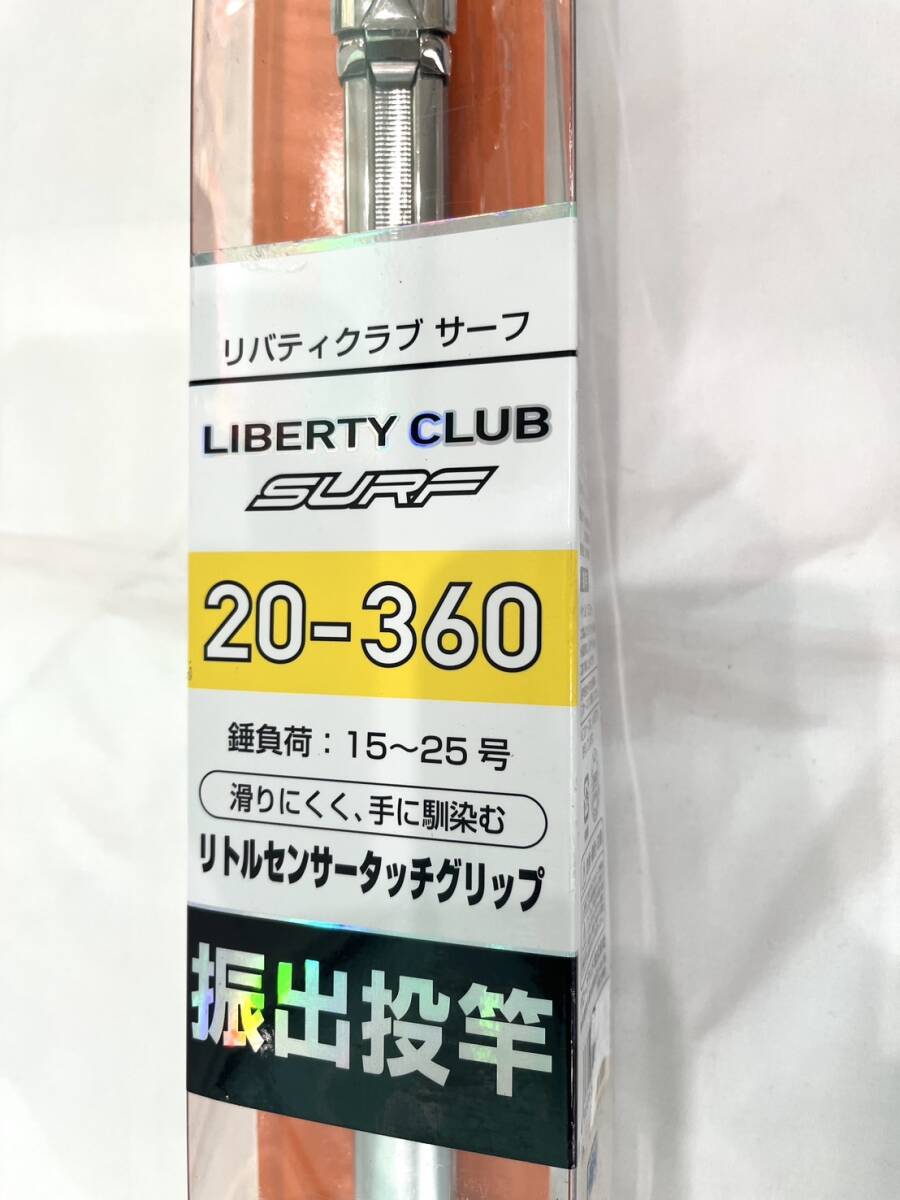 リバティクラブ サーフ
LIBERTY CLUB
SURF
20-360
錘負荷：15～25号
滑りにくく、手に馴染む
リトルセンサータッチグリップ
振出投竿